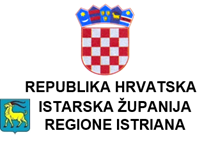 REPUBLIKA HRVATSKA
ISTARSKA ŽUPANIJA
REGIONE ISTRIANA